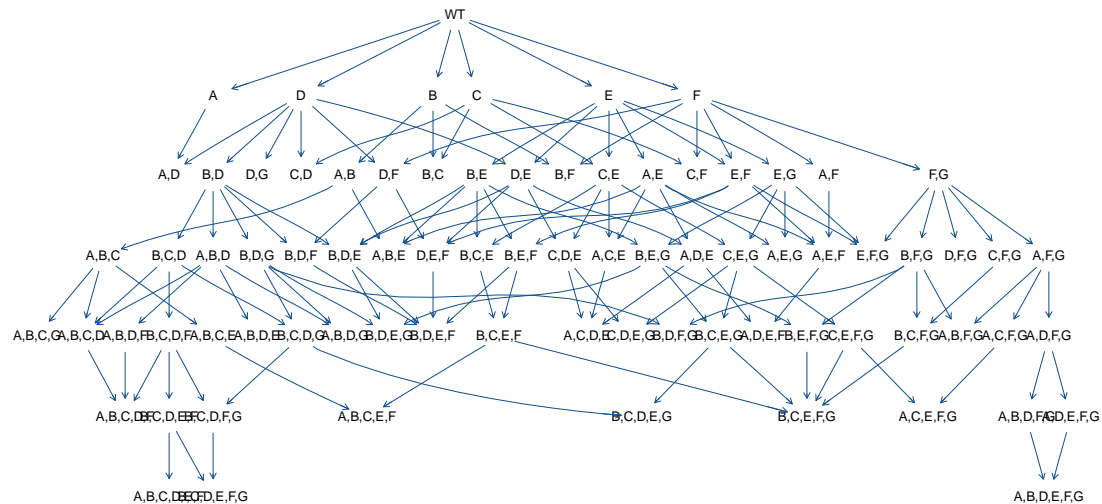 WT
A D B C E F
A,D B,D D,G C,D A,B D,F B,C B,E D,E B,F C,E A,E C,F E,F E,G A,F F,G
A,B,C B,C,D A,B,D B,D,G B,D,F B,D,E A,B,E D,E,F B,C,E B,E,F C,D,E A,C,E B,E,G A,D,E C,E,G A,E,G A,E,F E,F,G B,F,G D,F,G C,F,G A,F,G
A,B,C,G A,B,C,D A,B,D,F B,C,D,F A,B,C,E A,B,D,E B,C,D,G A,B,D,G B,D,E,G B,D,E,F B,C,E,F A,C,D,E C,D,E,G B,D,F,G B,C,E,G A,D,E,F B,E,F,G C,E,F,G B,C,F,G A,B,F,G A,C,F,G A,D,F,G
A,B,C,D,F B,C,D,E,F B,C,D,F,G A,B,C,E,F B,C,D,E,G B,C,E,F,G A,C,E,F,G A,B,D,F,G A,D,E,F,G
A,B,C,D,E,F B,C,D,E,F,G A,B,D,E,F,G